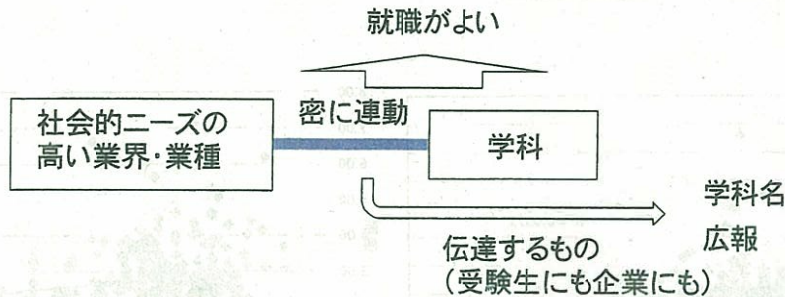 就職がよい
社会的ニーズの
高い業界・業種
密に連動
学科
学科名
広報
伝達するもの
（受験生にも企業にも）